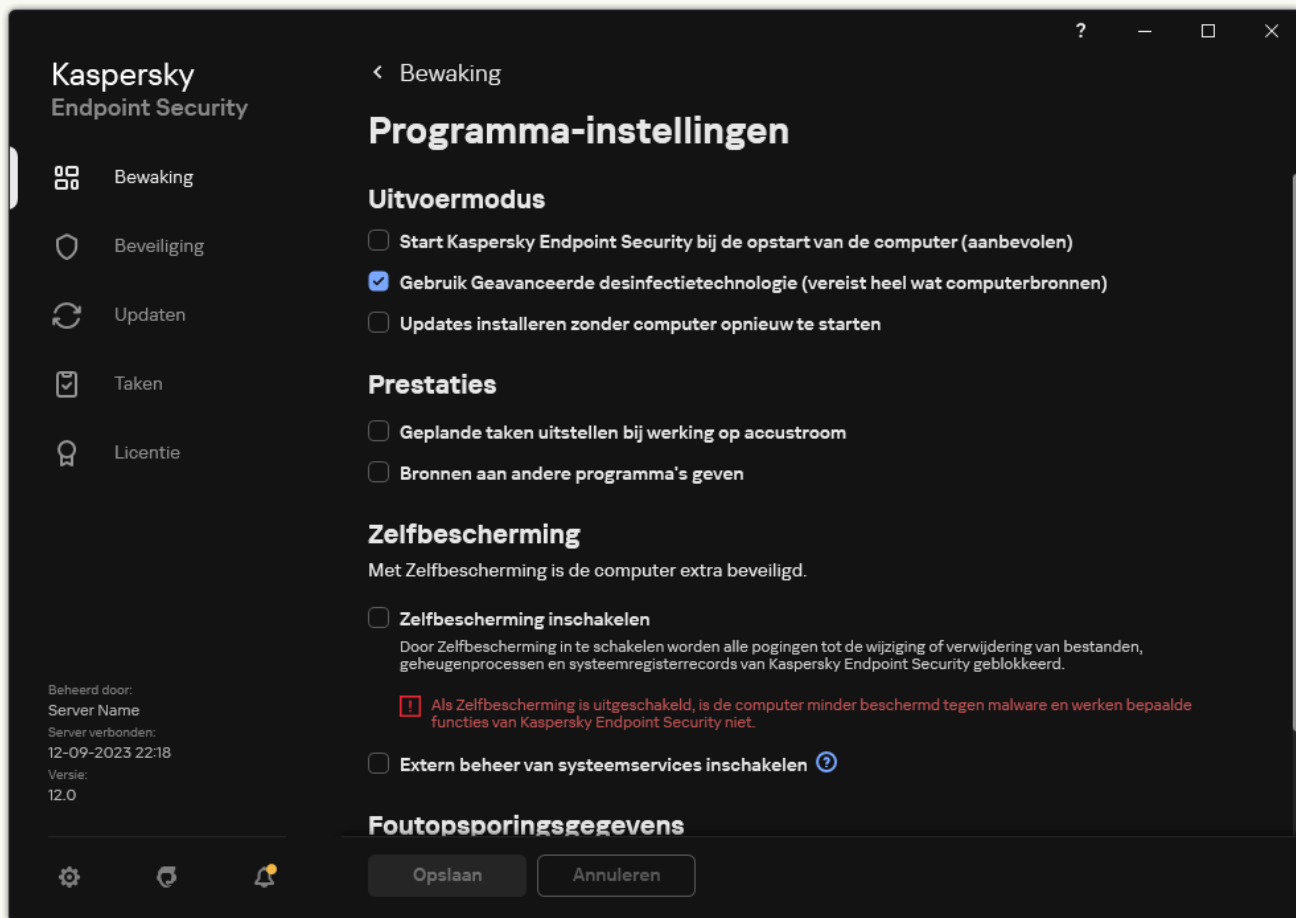 Kaspersky
Endpoint Security
Bewaking
Beveiliging
Updaten
Taken
Licentie
Beheerd door:
Server Name
Server verbonden:
12-09-2023 22:18
Versie:
12.0
?
Bewaking
Programma-instellingen
Uitvoermodus
Start Kaspersky Endpoint Security bij de opstart van de computer (aanbevolen)
Gebruik Geavanceerde desinfectietechnologie (vereist heel wat computerbronnen)
Updates installeren zonder computer opnieuw te starten
Prestaties
Geplande taken uitstellen bij werking op accustroom
Bronnen aan andere programma's geven
Zelfbescherming
Met Zelfbescherming is de computer extra beveiligd.
Zelfbescherming inschakelen
Door Zelfbescherming in te schakelen worden alle pogingen tot de wijziging of verwijdering van bestanden,
geheugenprocessen en systeemregisterrecords van Kaspersky Endpoint Security geblokkeerd.
Als Zelfbescherming is uitgeschakeld, is de computer minder beschermd tegen malware en werken bepaalde
functies van Kaspersky Endpoint Security niet.
Extern beheer van systeemservices inschakelen ?
Foutopsporingsgegevens
Opslaan
Annuleren